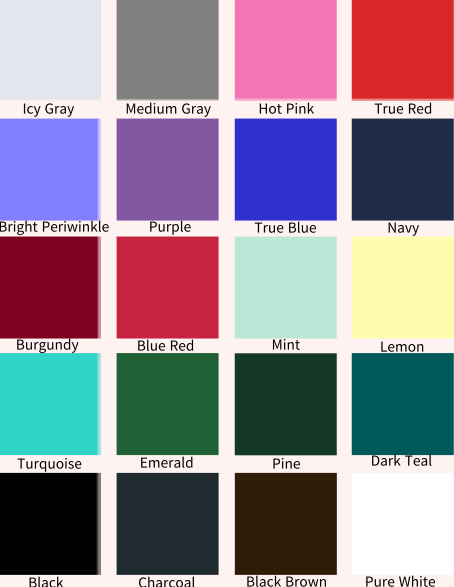 Icy Gray Medium Gray Hot Pink True Red
Bright Periwinkle Purple True Blue Navy
Burgundy Blue Red Mint Lemon
Turquoise Emerald Pine Dark Teal
Black Charcoal Black Brown Pure White